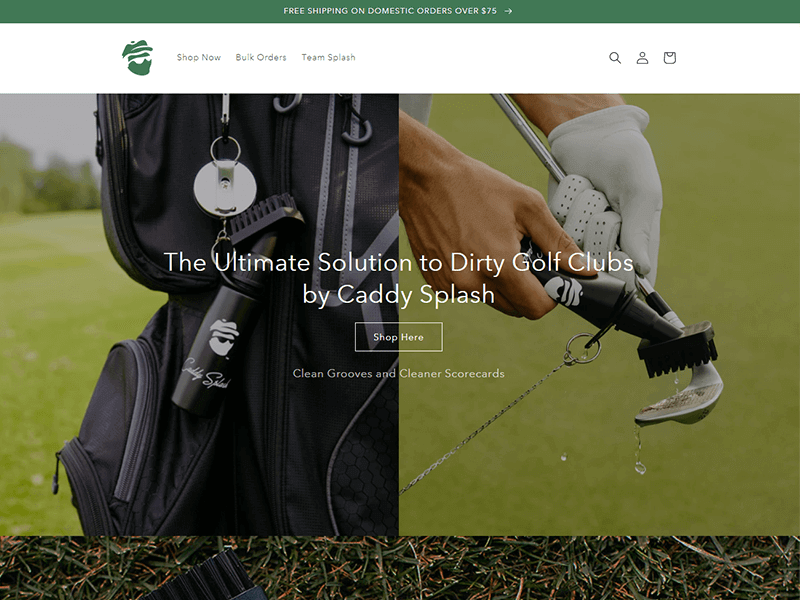 FREE SHIPPING ON DOMESTIC ORDERS OVER $75 →
Shop Now Bulk Orders Team Splash
The Ultimate Solution to Dirty Golf Clubs
by Caddy Splash
Shop Here
Clean Grooves and Cleaner Scorecards
Caddy Splash